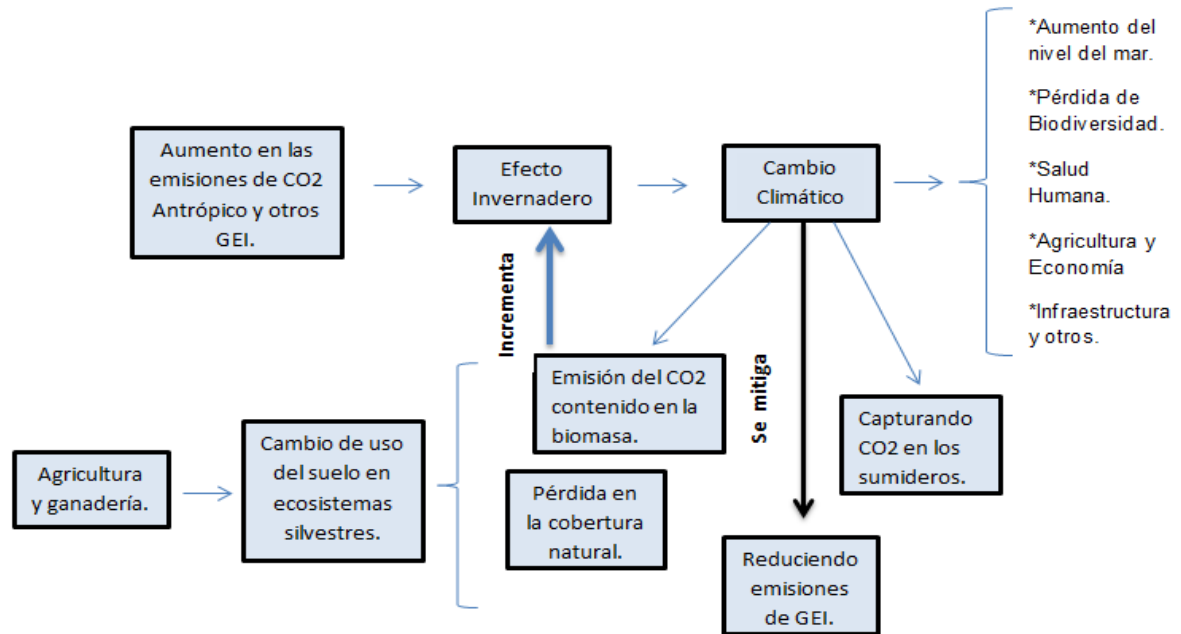 Aumento en las
emisiones de CO2
Antrópico y otros
GEI.
Efecto
Invernadero
Cambio
Climático
*Aumento del
nivel del mar.
*Pérdida de
Biodiversidad.
*Salud
Humana.
*Agricultura y
Economía
*Infraestructura
y otros.
Incrementa
Se mitiga
Agricultura
y ganadería.
Cambio de uso
del suelo en
ecosistemas
silvestres.
Emisión del CO2
contenido en la
biomasa.
Pérdida en
la cobertura
natural.
Capturando
CO2 en los
sumideros.
Reduciendo
emisiones
de GEI.